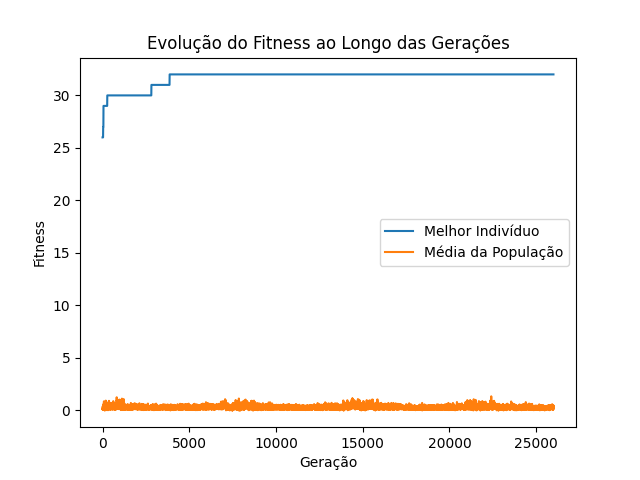 Evolução do Fitness ao Longo das Gerações
30
25
20
15
10
5
0
Fitness
Melhor Indivíduo
Média da População
0 5000 10000 15000 20000 25000
Geração